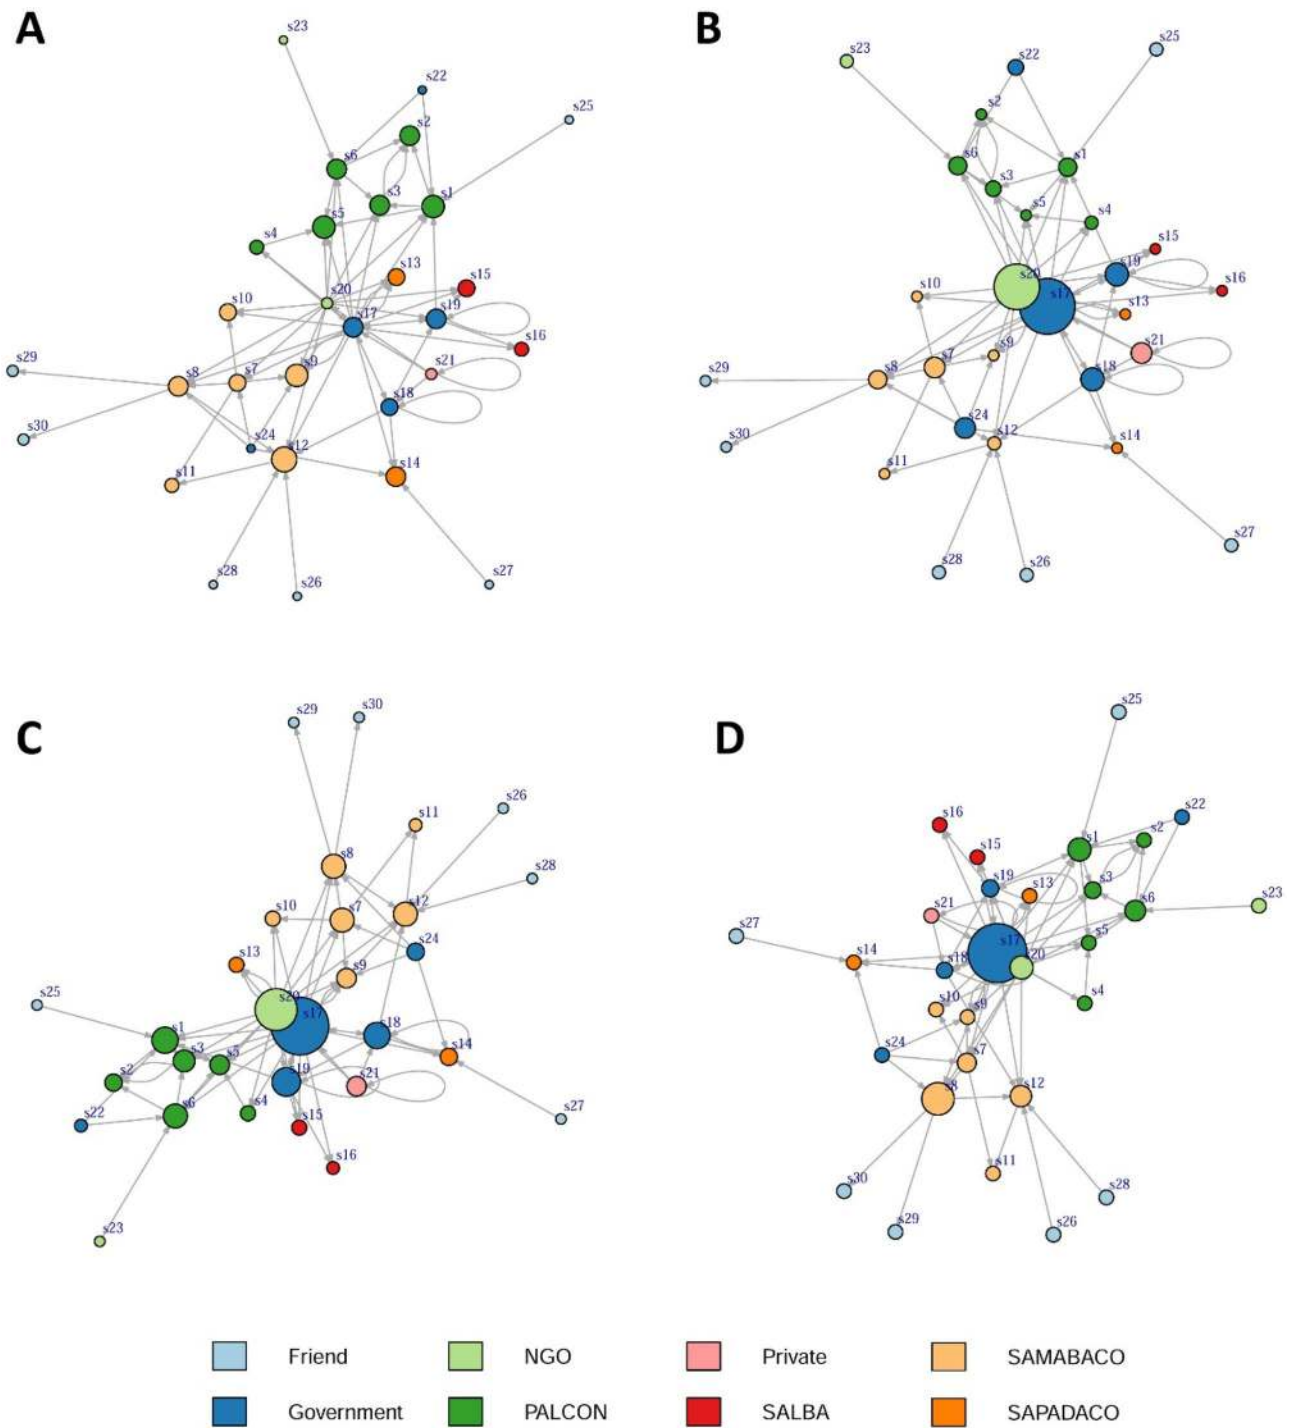 A
s23
s22
s25
s2
s6
s3
s1
s5
s4
s13
s15
s20
s10
s17
s19
s16
s29
s8
s7
s9
s21
s18
s30
s24
s12
s11
s14
s28
s26
s27
B
s25
s23
s22
s2
s6
s1
s3
s5
s4
s15
s20
s19
s10
s17
s16
s13
s9
s21
s29
s8
s7
s18
s24
s30
s12
s14
s11
s27
s28
s26
C
s29
s30
s26
s11
s8
s28
s10
s7
s12
s24
s13
s9
s25
s20
s17
s1
s18
s3
s5
s14
s2
s19
s21
s22
s6
s4
s15
s27
s16
s23
D
s25
s16
s22
s1
s2
s15
s19
s13
s3
s21
s6
s23
s27
s17
s5
s14
s18
s20
s10
s9
s4
s24
s7
s8
s12
s11
s30
s28
s29
s26
Friend NGO Private SAMABACO
Government PALCON SALBA SAPADACO